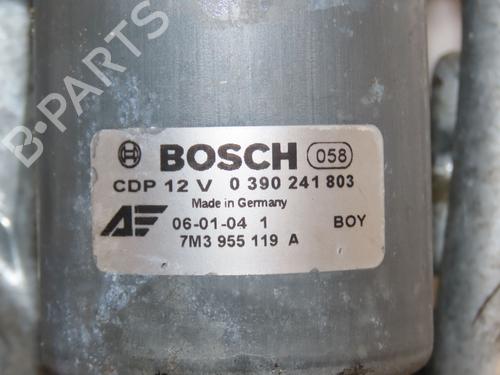 B-PARTS
BOSCH 058
CDP 12 V 0 390 241 803
Made in Germany
06-01-04 1 BOY
7M3 955 119 A